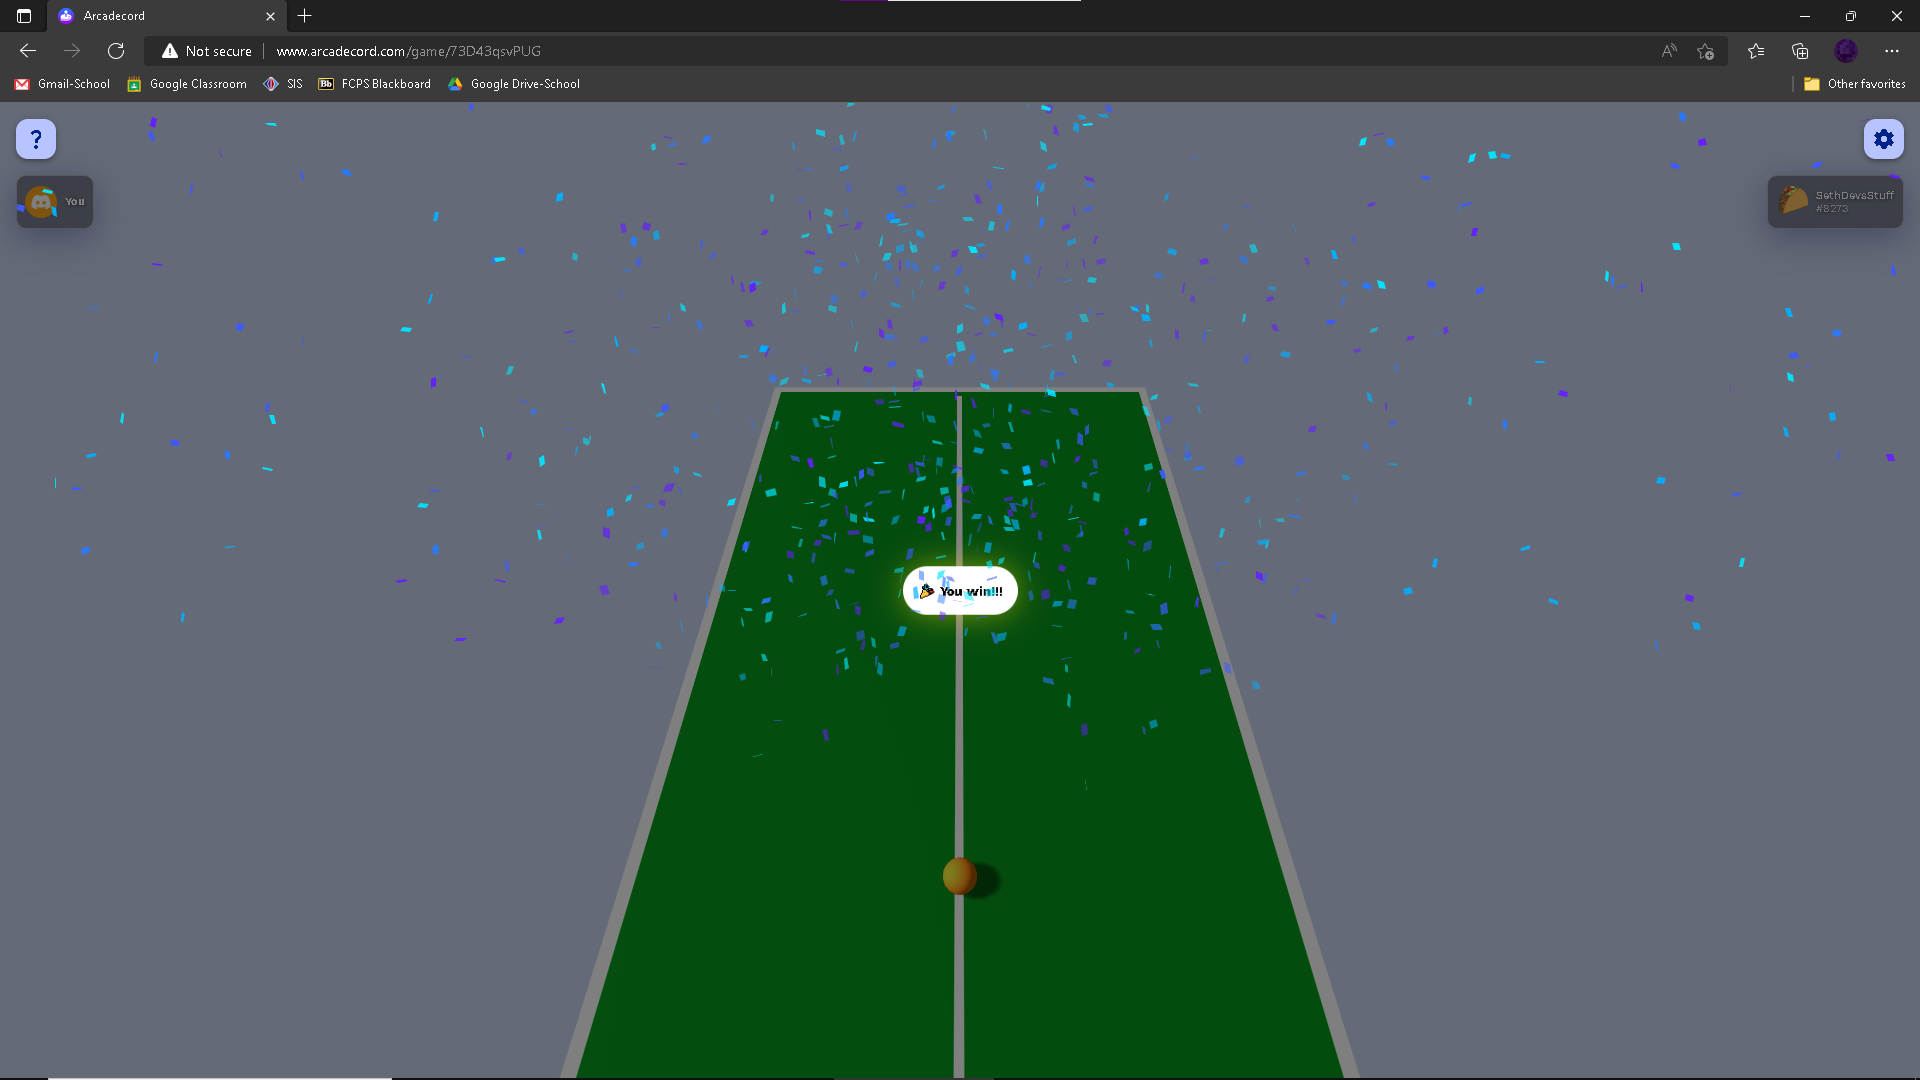 Arcadecord
Not secure
www.arcadecord.com/game/73D43qsvPUG
Gmail-School
Google Classroom
SIS
Bb
FCPS Blackboard
Google Drive-School
Other favorites
?
You
SethDevsStuff
#8273
You win!!!